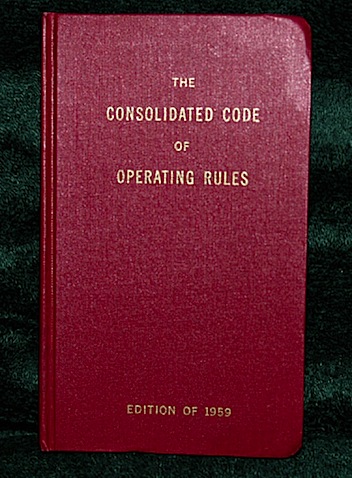 THE
CONSOLIDATED CODE
OF
OPERATING RULES
EDITION OF 1959